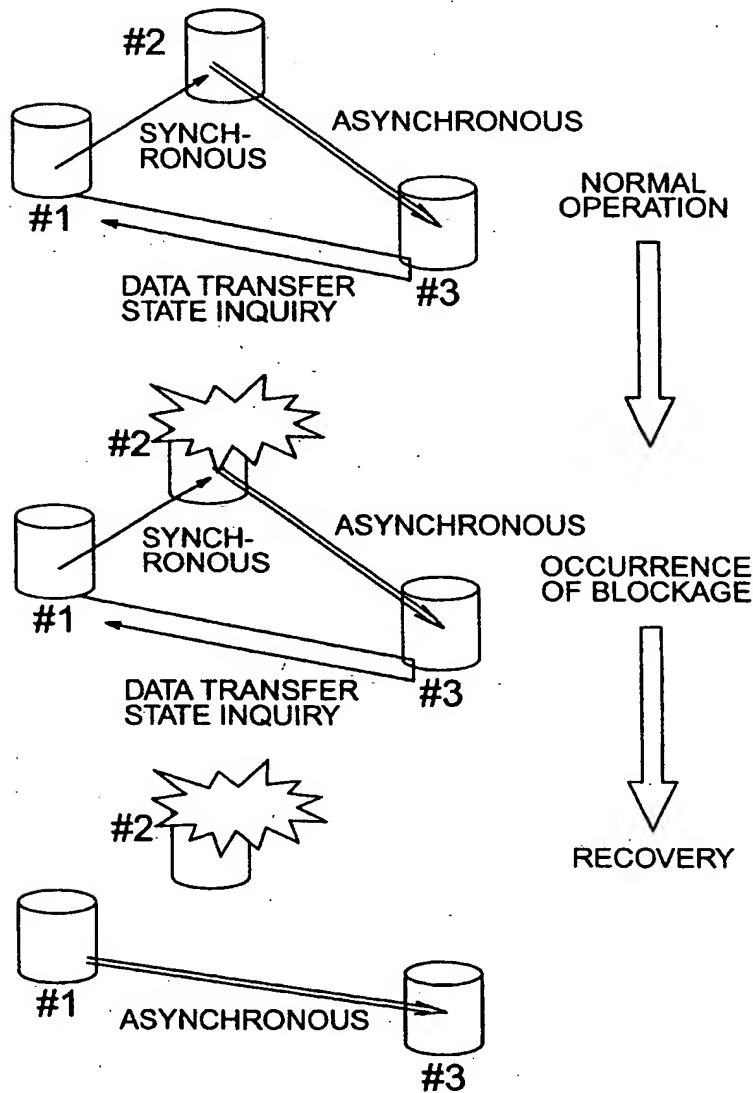 #2
ASYNCHRONOUS
SYNCH-
RONOUS
#1
NORMAL
OPERATION
DATA TRANSFER
STATE INQUIRY
#3
#2
ASYNCHRONOUS
SYNCH-
RONOUS
OCCURRENCE
OF BLOCKAGE
#1
DATA TRANSFER
STATE INQUIRY
#3
#2
RECOVERY
#1
ASYNCHRONOUS
#3